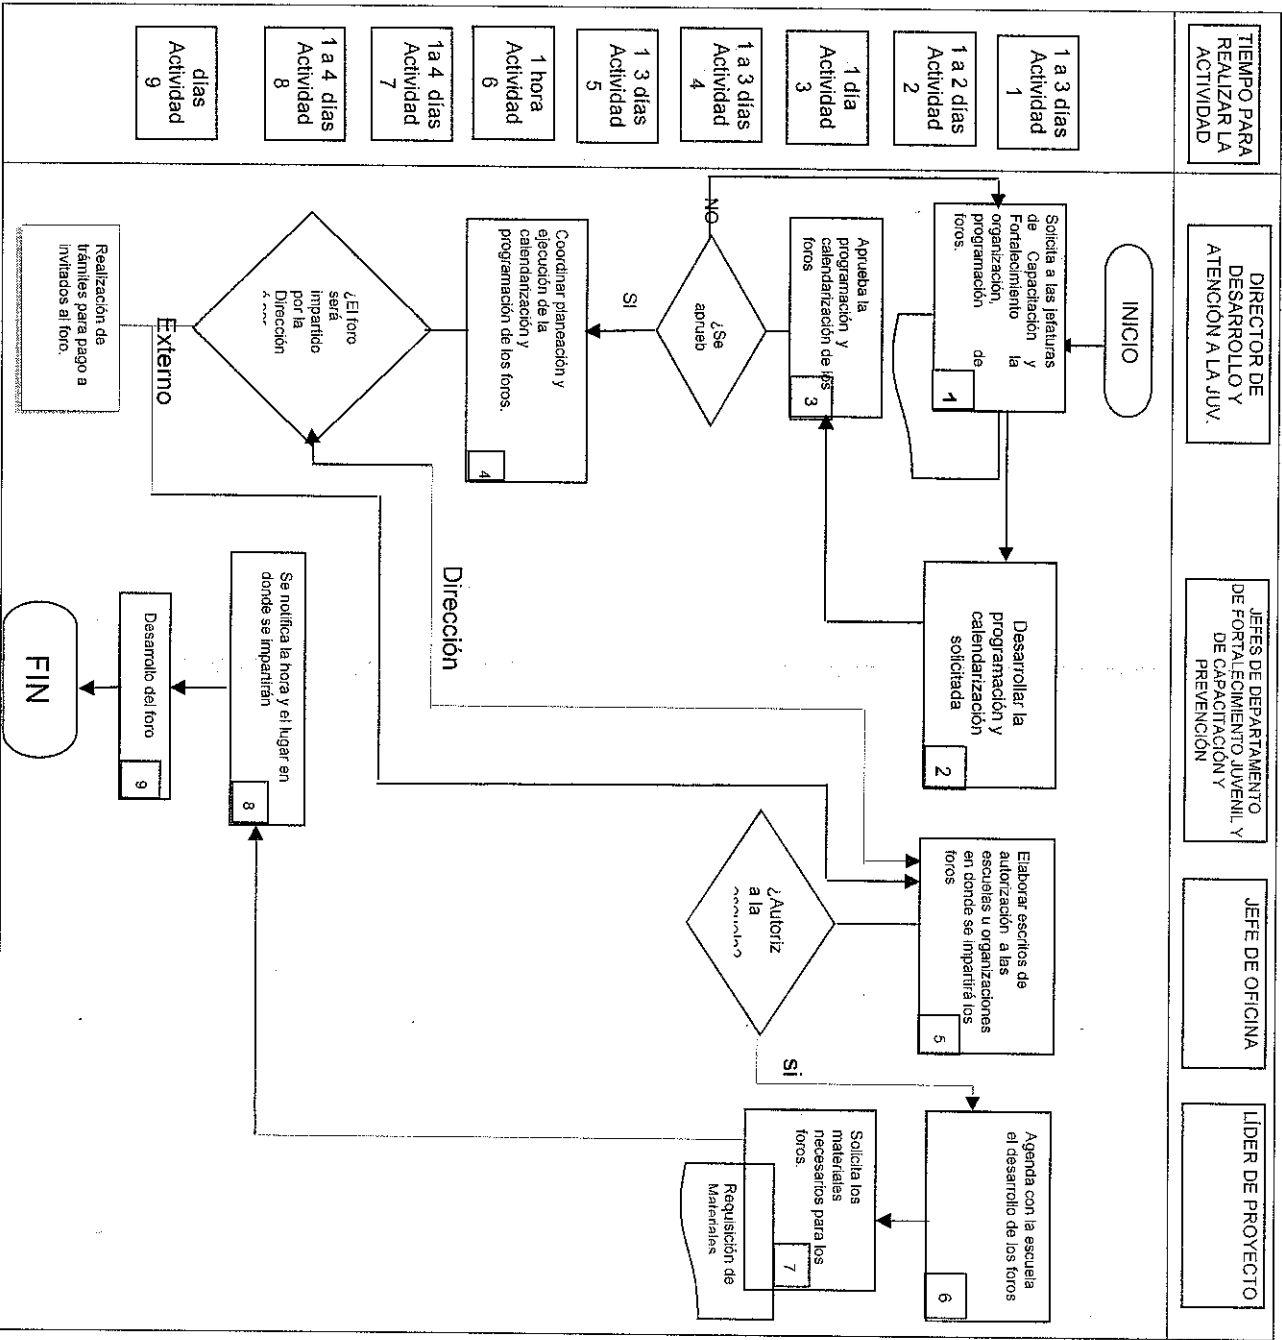 TIEMPO PARA
REALIZAR LA
ACTIVIDAD
DIRECTOR DE
DESARROLLO Y
ATENCIÓN A LA JUV.
JEFES DE DEPARTAMENTO
DE FORTALECIMIENTO JUVENIL Y
DE CAPACITACIÓN Y
PREVENCIÓN
JEFE DE OFICINA
LÍDER DE PROYECTO
1 a 3 días
Actividad
1
1 a 2 días
Actividad
2
1 día
Actividad
3
1 a 3 días
Actividad
4
1 3 días
Actividad
5
1 hora
Actividad
6
1a 4 días
Actividad
7
1 a 4 días
Actividad
8
días
Actividad
9
INICIO
Solicita a las jefaturas
de Capacitación y
Fortalecimiento la
organización,
programación de
foros.
1
Desarrollar la
programación y
calendarización
solicitada
2
Aprueba la
programación y
calendarización de los
foros
3
NO
¿Se
aprueb
SI
Coordinar planeación y
ejecución de la
calendarización y
programación de los foros.
4
¿El foro
será
impartido
por la
Dirección
Dirección
Externo
Realización de
trámites para pago a
invitados al foro.
Elaborar escritos de
autorización a las
escuelas u organizaciones
en donde se impartirá los
foros
5
¿Autoriz
a la
si
Agenda con la escuela
el desarrollo de los foros
6
Solicita los
materiales
necesarios para los
foros.
7
Requisición de
Materiales
Se notifica la hora y el lugar en
donde se impartirán
8
Desarrollo del foro
9
FIN